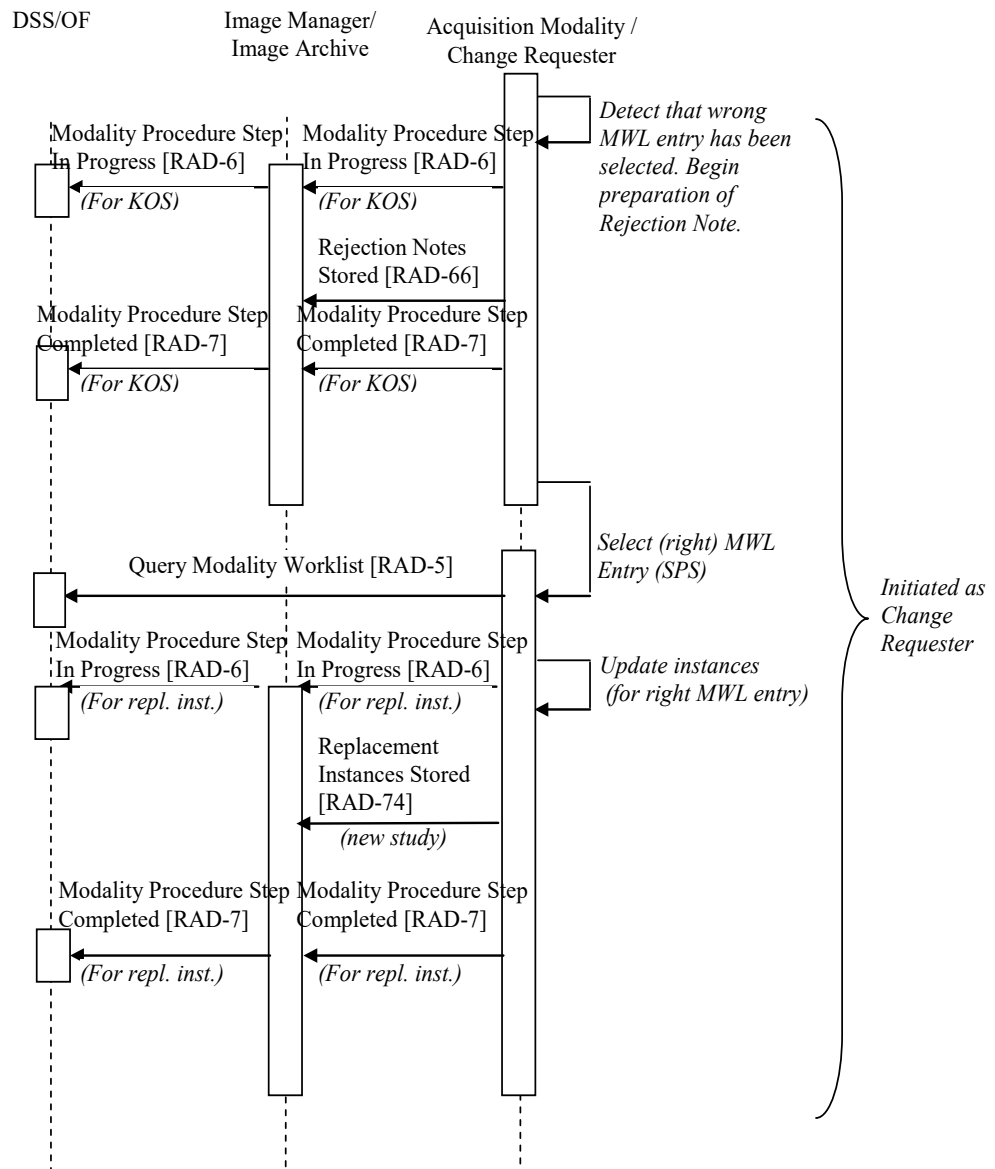 DSS/OF
Image Manager/
Image Archive
Acquisition Modality /
Change Requester
Detect that wrong
MWL entry has been
selected. Begin
preparation of
Rejection Note.
Modality Procedure Step
In Progress [RAD-6]
(For KOS)
Modality Procedure Step
In Progress [RAD-6]
(For KOS)
Rejection Notes
Stored [RAD-66]
Modality Procedure Step
Completed [RAD-7]
(For KOS)
Modality Procedure Step
Completed [RAD-7]
(For KOS)
Select (right) MWL
Entry (SPS)
Query Modality Worklist [RAD-5]
Initiated as
Change
Requester
Modality Procedure Step
In Progress [RAD-6]
(For repl. inst.)
Modality Procedure Step
In Progress [RAD-6]
(For repl. inst.)
Update instances
(for right MWL entry)
Replacement
Instances Stored
[RAD-74]
(new study)
Modality Procedure Step
Completed [RAD-7]
(For repl. inst.)
Modality Procedure Step
Completed [RAD-7]
(For repl. inst.)